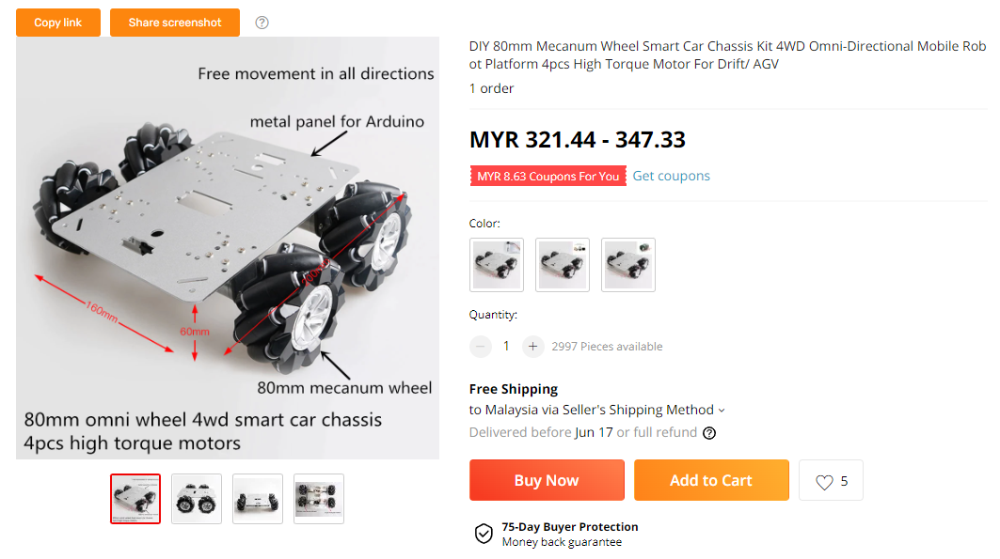 Copy link
Share screenshot
?
Free movement in all directions
metal panel for Arduino
160mm
60mm
80mm mecanum wheel
80mm omni wheel 4wd smart car chassis
4pcs high torque motors
DIY 80mm Mecanum Wheel Smart Car Chassis Kit 4WD Omni-Directional Mobile Rob
ot Platform 4pcs High Torque Motor For Drift/ AGV
1 order
MYR 321.44 - 347.33
MYR 8.63 Coupons For You
Get coupons
Color:
Quantity:
− 1 + 2997 Pieces available
Free Shipping
to Malaysia via Seller's Shipping Method
Delivered before Jun 17 or full refund ?
Buy Now
Add to Cart
5
75-Day Buyer Protection
Money back guarantee